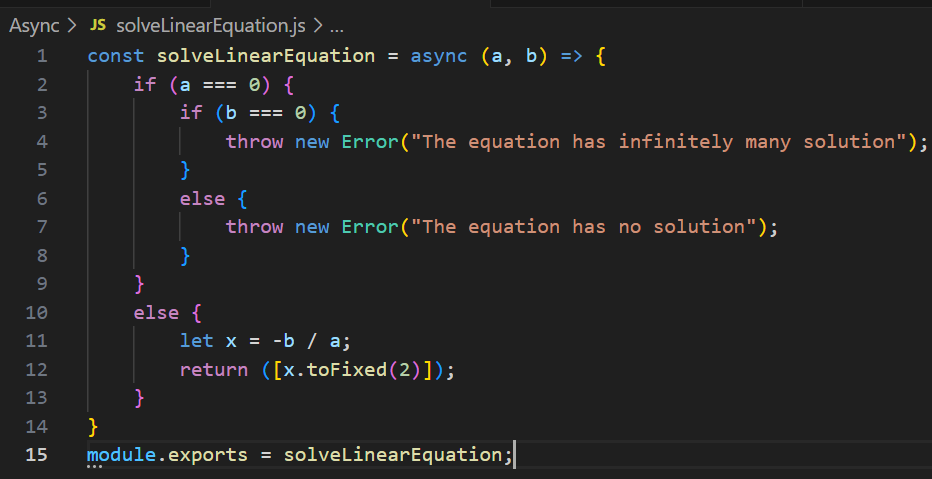 Async > JS solveLinearEquation.js > ...
1 const solveLinearEquation = async (a, b) => {
2     if (a === 0) {
3         if (b === 0) {
4             throw new Error("The equation has infinitely many solution");
5         }
6         else {
7             throw new Error("The equation has no solution");
8         }
9     }
10     else {
11         let x = -b / a;
12         return ([x.toFixed(2)]);
13     }
14 }
15 module.exports = solveLinearEquation;